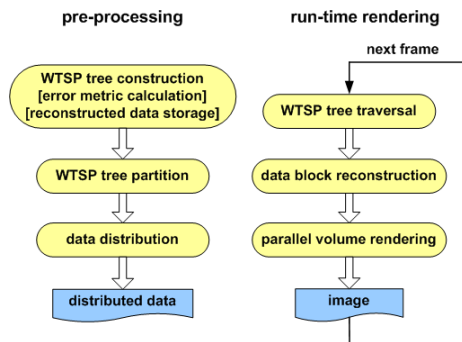 pre-processing
WTSP tree construction
[error metric calculation]
[reconstructed data storage]
WTSP tree partition
data distribution
distributed data
run-time rendering
next frame
WTSP tree traversal
data block reconstruction
parallel volume rendering
image